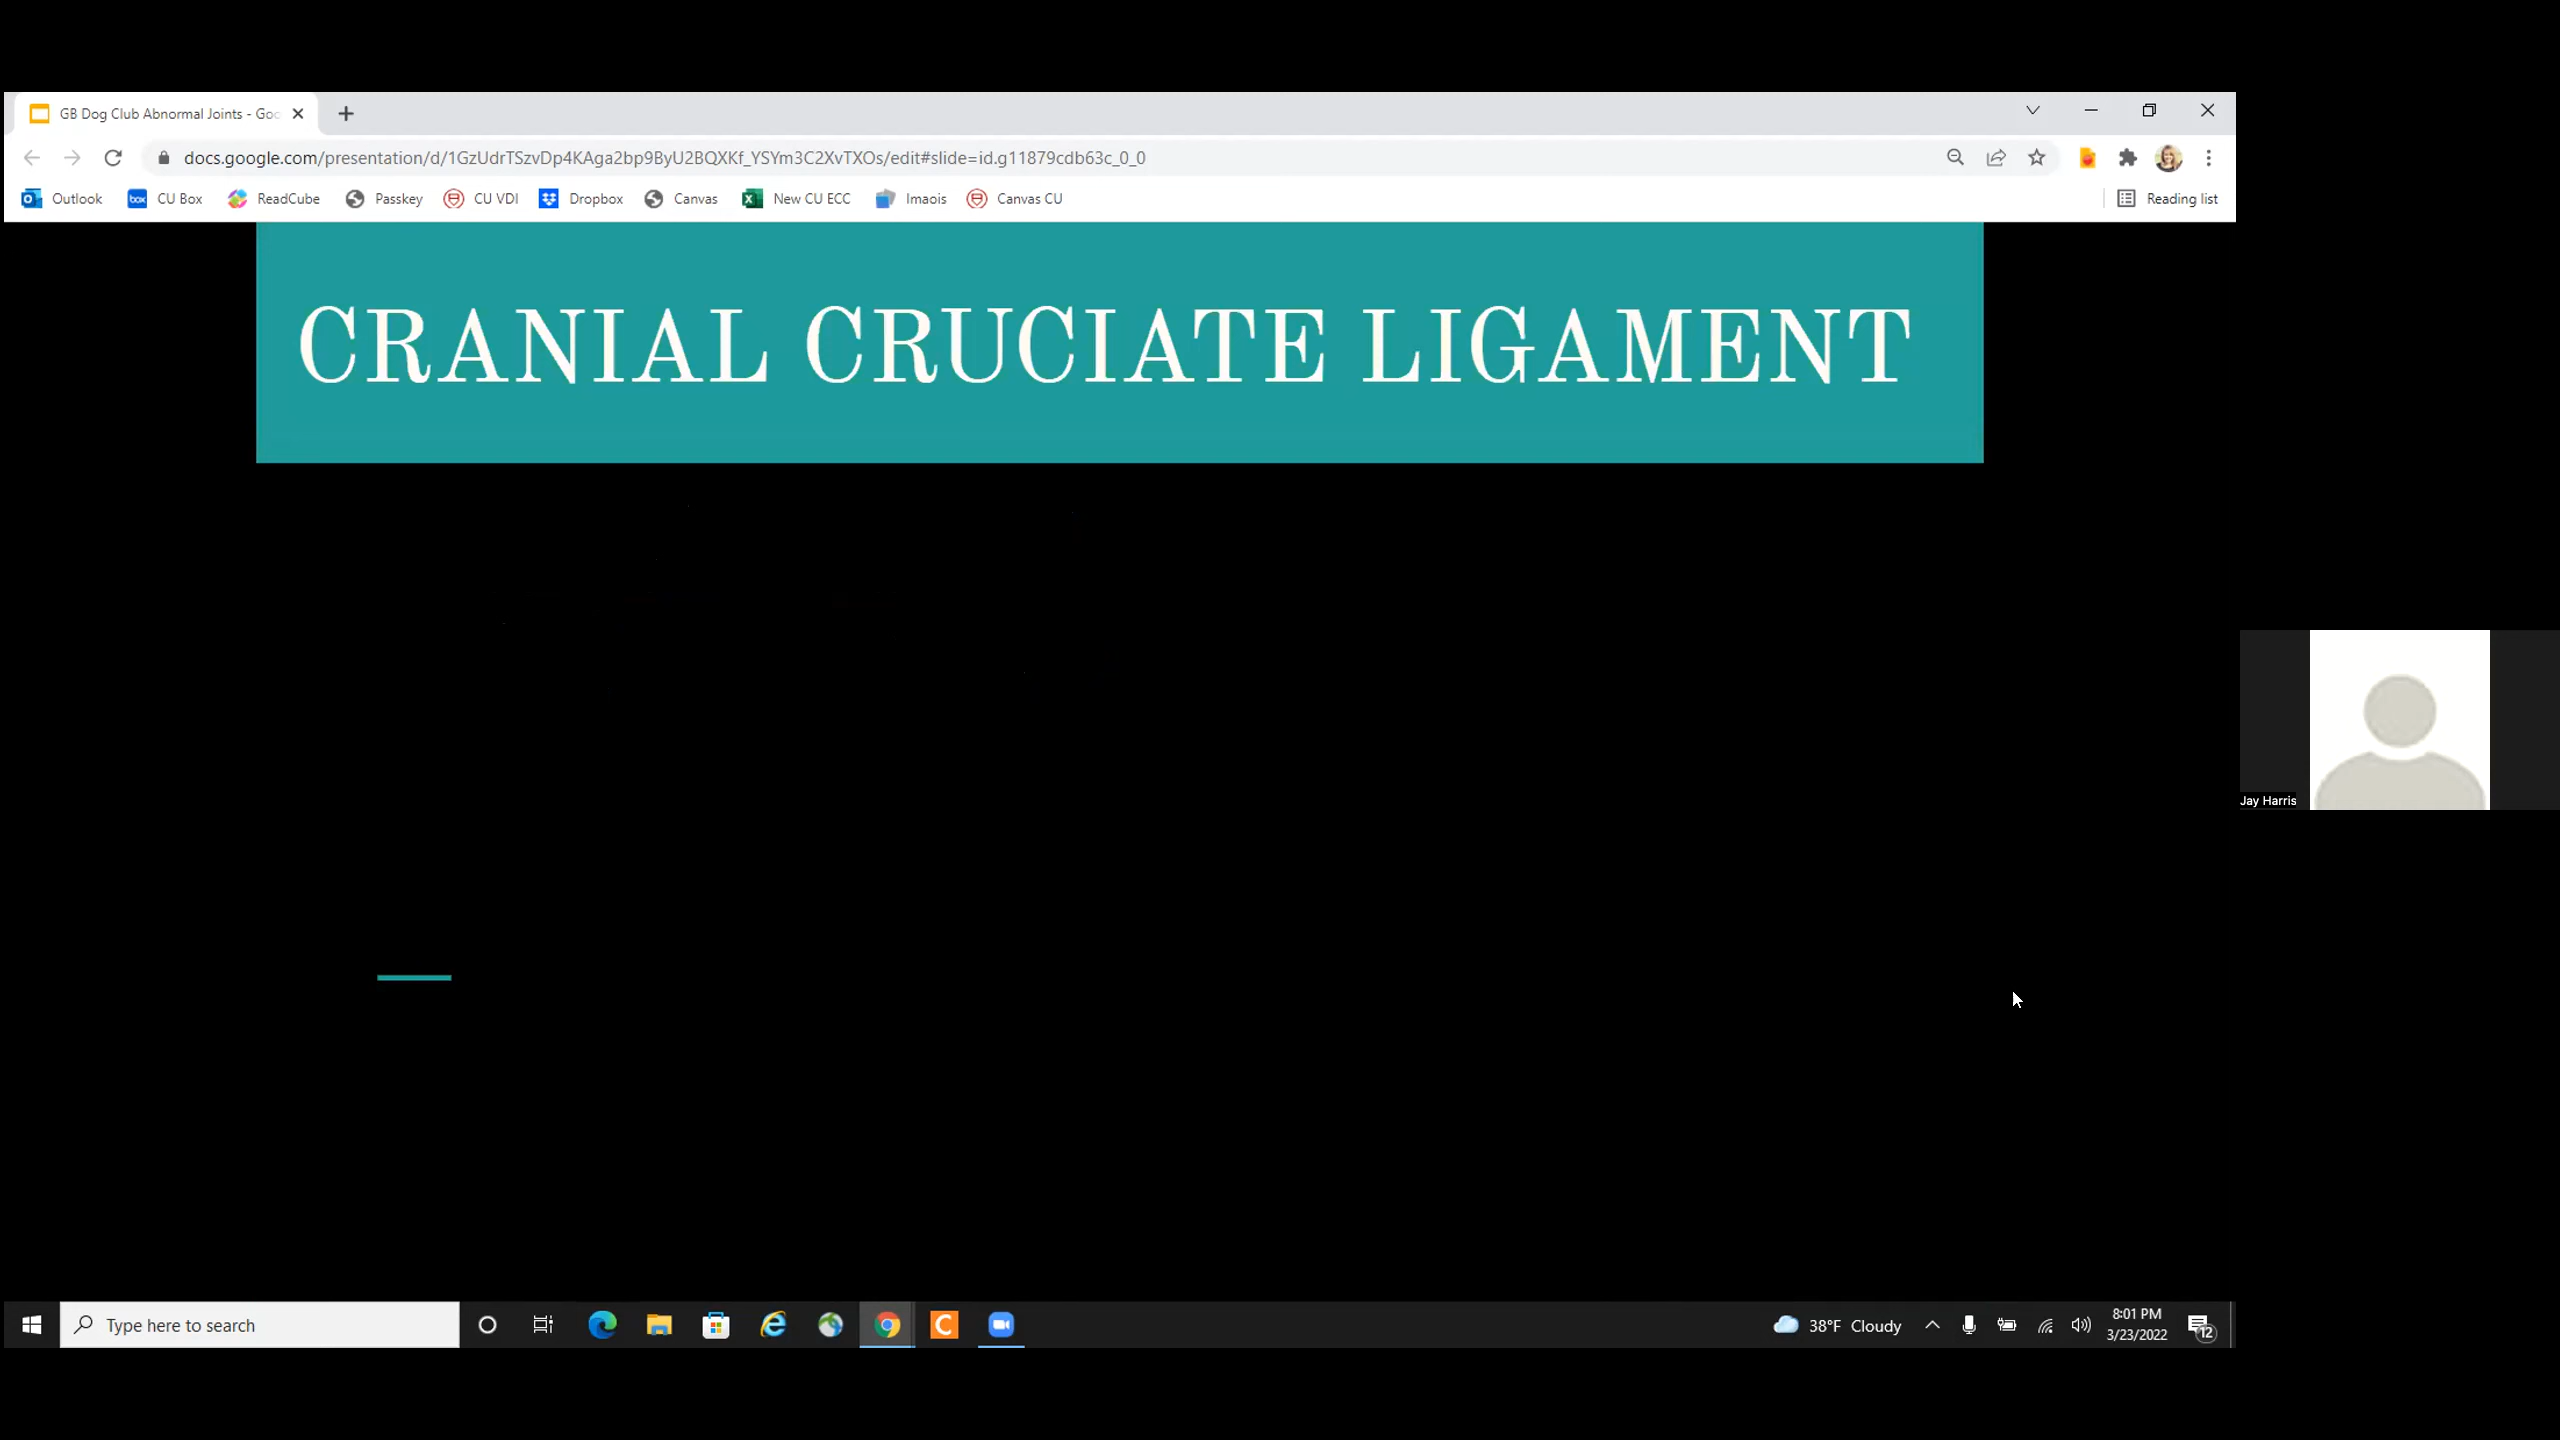 GB Dog Club Abnormal Joints - Goo
docs.google.com/presentation/d/1GzUdrTSzvDp4KAga2bp9ByU2BQXKf_YSYm3C2XvTXOs/edit#slide=id.g11879cdb63c_0_0
Outlook CU Box ReadCube Passkey CU VDI Dropbox Canvas New CU ECC Imaois Canvas CU Reading list
CRANIAL CRUCIATE LIGAMENT
Jay Harris
Type here to search
38°F Cloudy
8:01 PM
3/23/2022
12